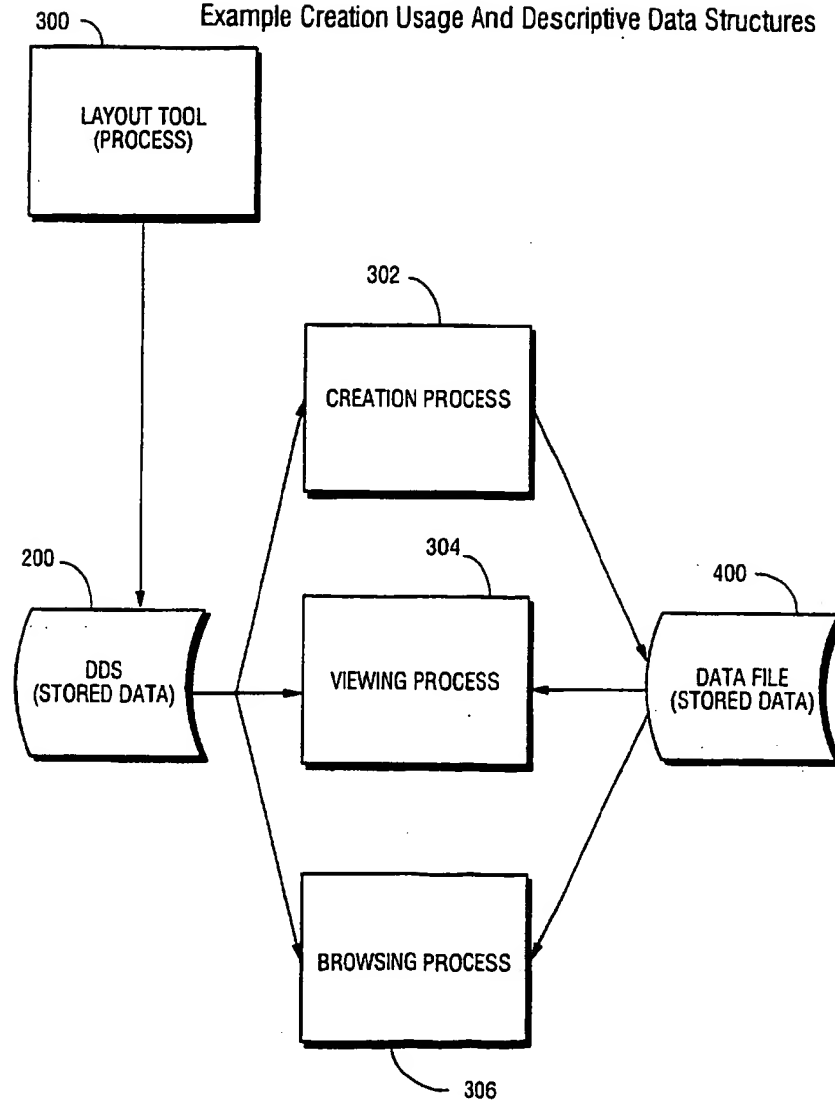 Example Creation Usage And Descriptive Data Structures
300
LAYOUT TOOL
(PROCESS)
302
CREATION PROCESS
200
DDS
(STORED DATA)
304
VIEWING PROCESS
400
DATA FILE
(STORED DATA)
BROWSING PROCESS
306